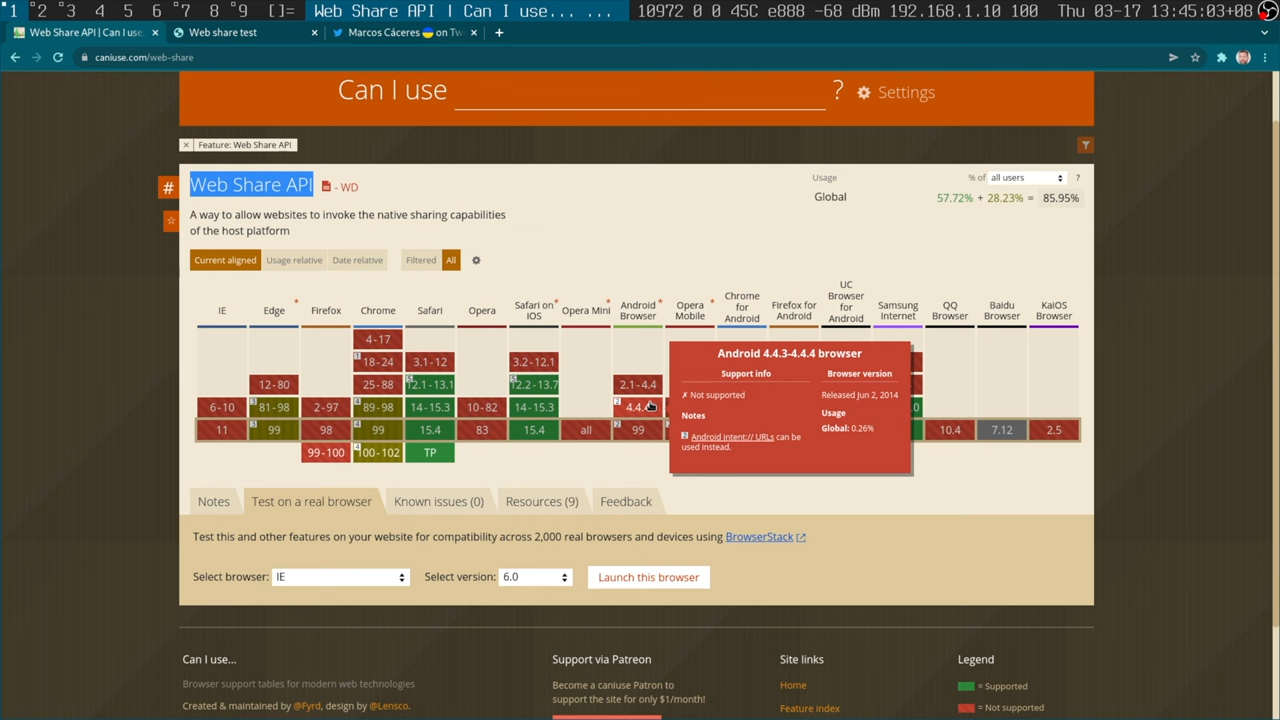 1 2 3 4 5 6 7 8 9 []= Web Share API | Can I use... ... 10972 0 0 45C e888 -68 dBm 192.168.1.10 100 Thu 03-17 13:45:03+08
Web Share API | Can I use Web share test Marcos Cáceres on Tw
caniuse.com/web-share
Can I use ? Settings
Feature: Web Share API
# Web Share API - WD
Usage % of all users ?
Global 57.72% + 28.23% = 85.95%
A way to allow websites to invoke the native sharing capabilities
of the host platform
Current aligned Usage relative Date relative Filtered All
IE Edge * Firefox Chrome Safari Opera Safari on iOS * Opera Mini * Android Browser * Opera Mobile * Chrome for Android Firefox for Android UC Browser for Android Samsung Internet QQ Browser Baidu Browser KaiOS Browser
4-17
18-24 3.1-12 3.2-12.1
12-80 25-88 12.1-13.1 12.2-13.7 2.1-4.4
6-10 81-98 2-97 89-98 14-15.3 10-82 14-15.3 4.4.
11 99 98 99 15.4 83 15.4 all 99 10.4 7.12 2.5
99-100 100-102 TP
Android 4.4.3-4.4.4 browser
Support info Browser version
✗ Not supported Released Jun 2, 2014
Notes Usage
Global: 0.26%
2 Android intent:// URLs can be
used instead.
Notes Test on a real browser Known issues (0) Resources (9) Feedback
Test this and other features on your website for compatibility across 2,000 real browsers and devices using BrowserStack
Select browser: IE Select version: 6.0 Launch this browser
Can I use... Support via Patreon Site links Legend
Browser support tables for modern web technologies
Become a caniuse Patron to
support the site for only $1/month!
Created & maintained by @Fyrd, design by @Lensco.
Home
Feature index
= Supported
= Not supported